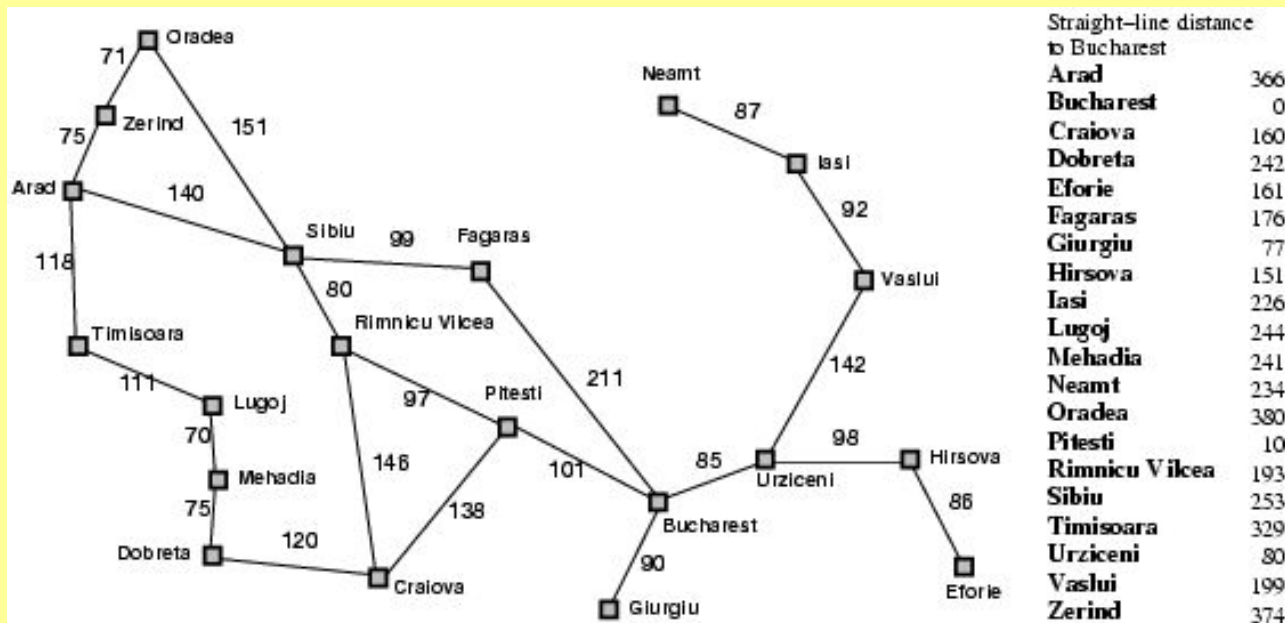 Oradea
71
Neamt
87
Zerind
151
75
Iasi
Arad
140
92
Sibiu
99
Fagaras
118
80
Vaslui
Timisoara
Rimnicu Vilcea
142
111
211
Lugoj
97
Pitesti
70
98
Hirsova
146
85
Mehadia
101
Urziceni
86
75
138
Bucharest
Dobreta
120
90
Craiova
Eforie
Giurgiu
Straight–line distance
to Bucharest
Arad 366
Bucharest 0
Craiova 160
Dobreta 242
Eforie 161
Fagaras 176
Giurgiu 77
Hirsova 151
Iasi 226
Lugoj 244
Mehadia 241
Neamt 234
Oradea 380
Pitesti 10
Rimnicu Vilcea 193
Sibiu 253
Timisoara 329
Urziceni 80
Vaslui 199
Zerind 374